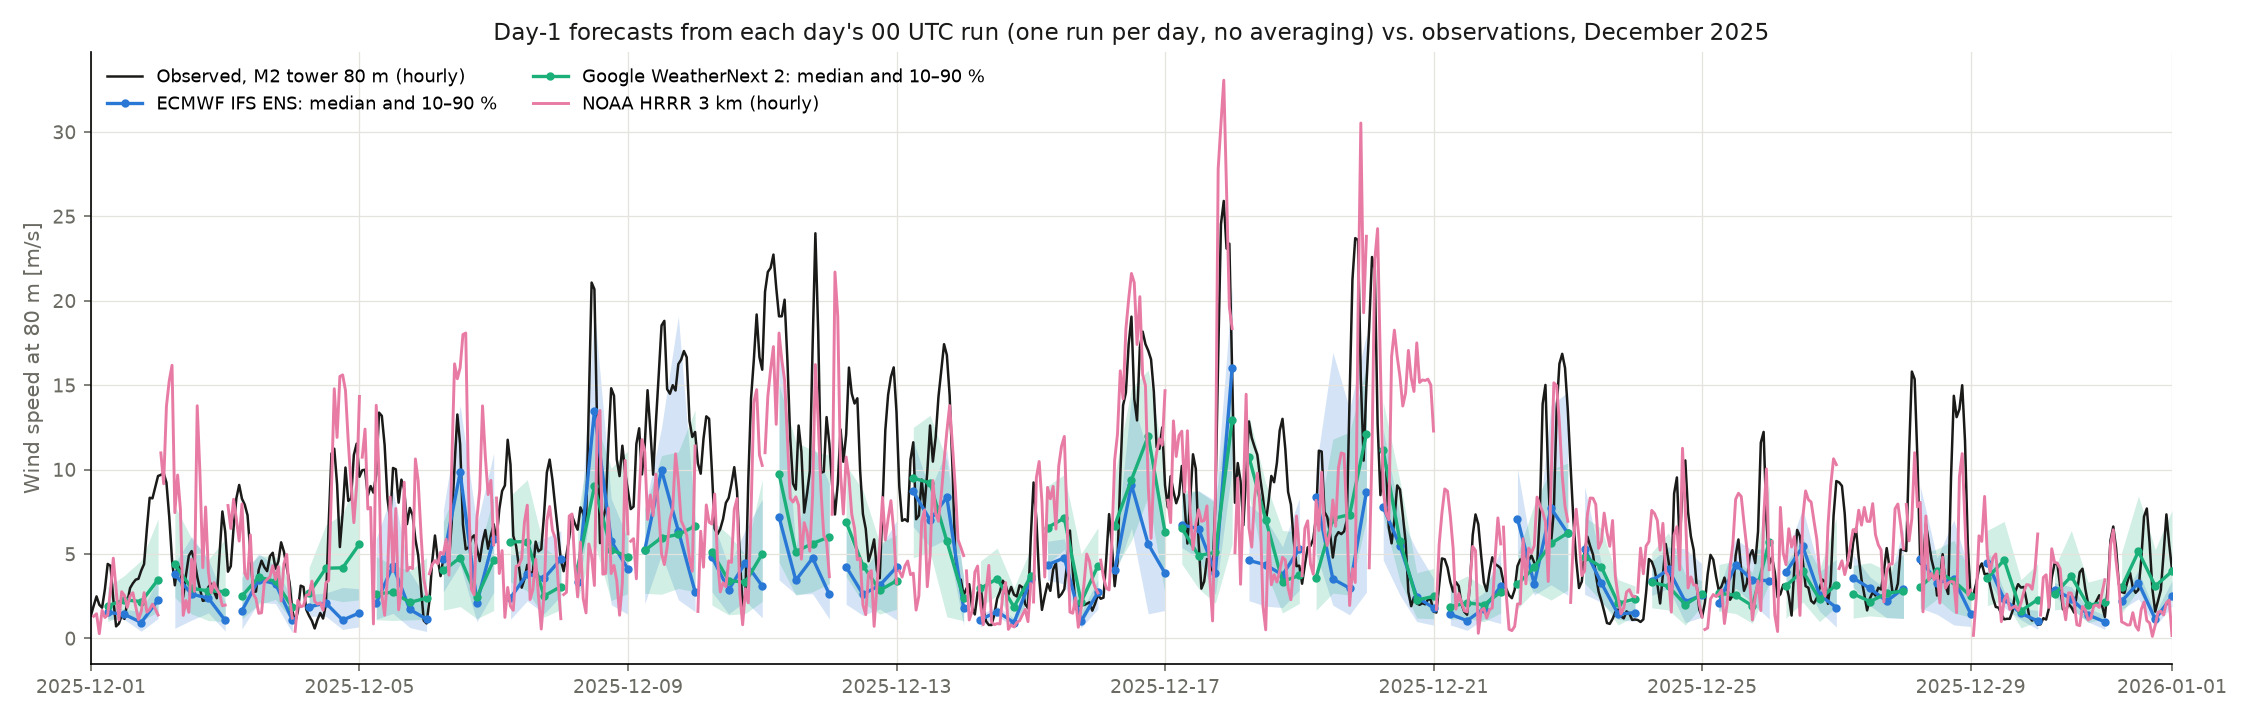 Day-1 forecasts from each day's 00 UTC run (one run per day, no averaging) vs. observations, December 2025
Observed, M2 tower 80 m (hourly)
ECMWF IFS ENS: median and 10–90 %
Google WeatherNext 2: median and 10–90 %
NOAA HRRR 3 km (hourly)
Wind speed at 80 m [m/s]
30
25
20
15
10
5
0
2025-12-01
2025-12-05
2025-12-09
2025-12-13
2025-12-17
2025-12-21
2025-12-25
2025-12-29
2026-01-01